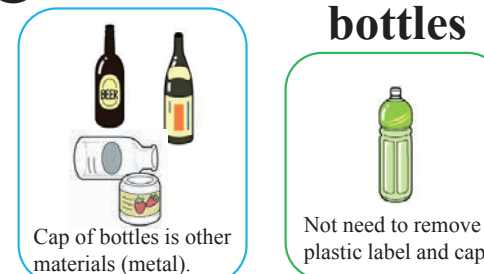 bottles
BEER
Cap of bottles is other
materials (metal).
Not need to remove
plastic label and cap